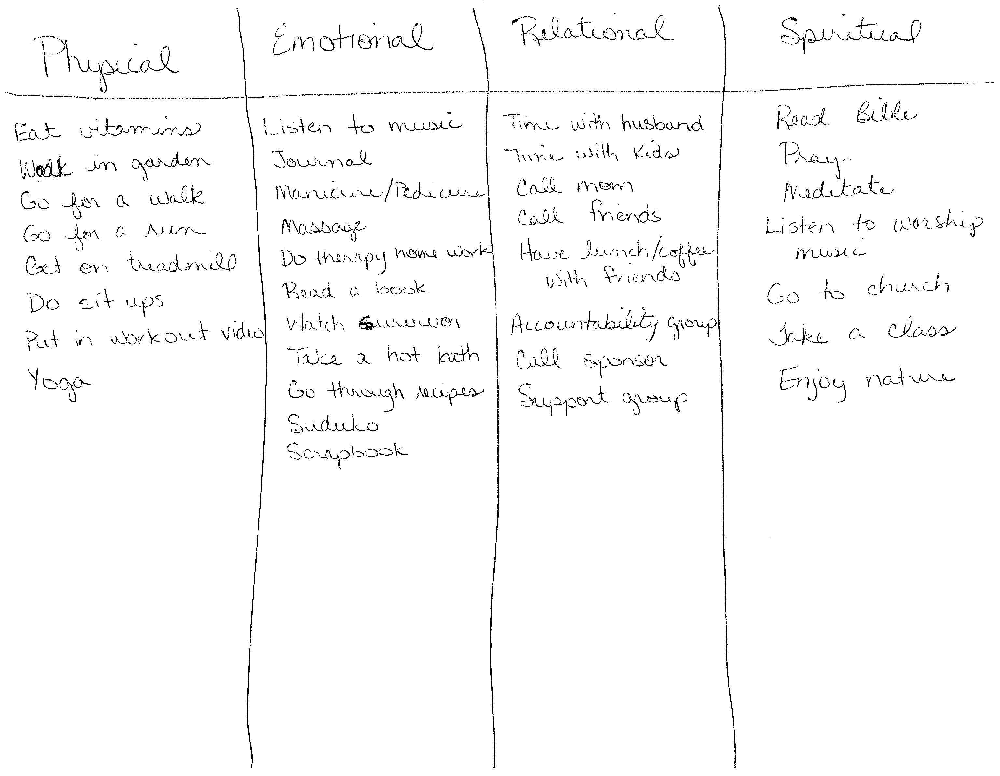 Physical
Eat vitamins
Work in garden
Go for a walk
Go for a run
Get on treadmill
Do sit ups
Put in workout video
Yoga
Emotional
Listen to music
Journal
Manicure/Pedicure
Massage
Do therapy home work
Read a book
Watch Survivor
Take a hot bath
Go through recipes
Suduko
Scrapbook
Relational
Time with husband
Time with Kids
Call mom
Call friends
Have lunch/coffee
with friends
Accountability group
Call sponsor
Support group
Spiritual
Read Bible
Pray
Meditate
Listen to worship
music
Go to church
Take a class
Enjoy nature